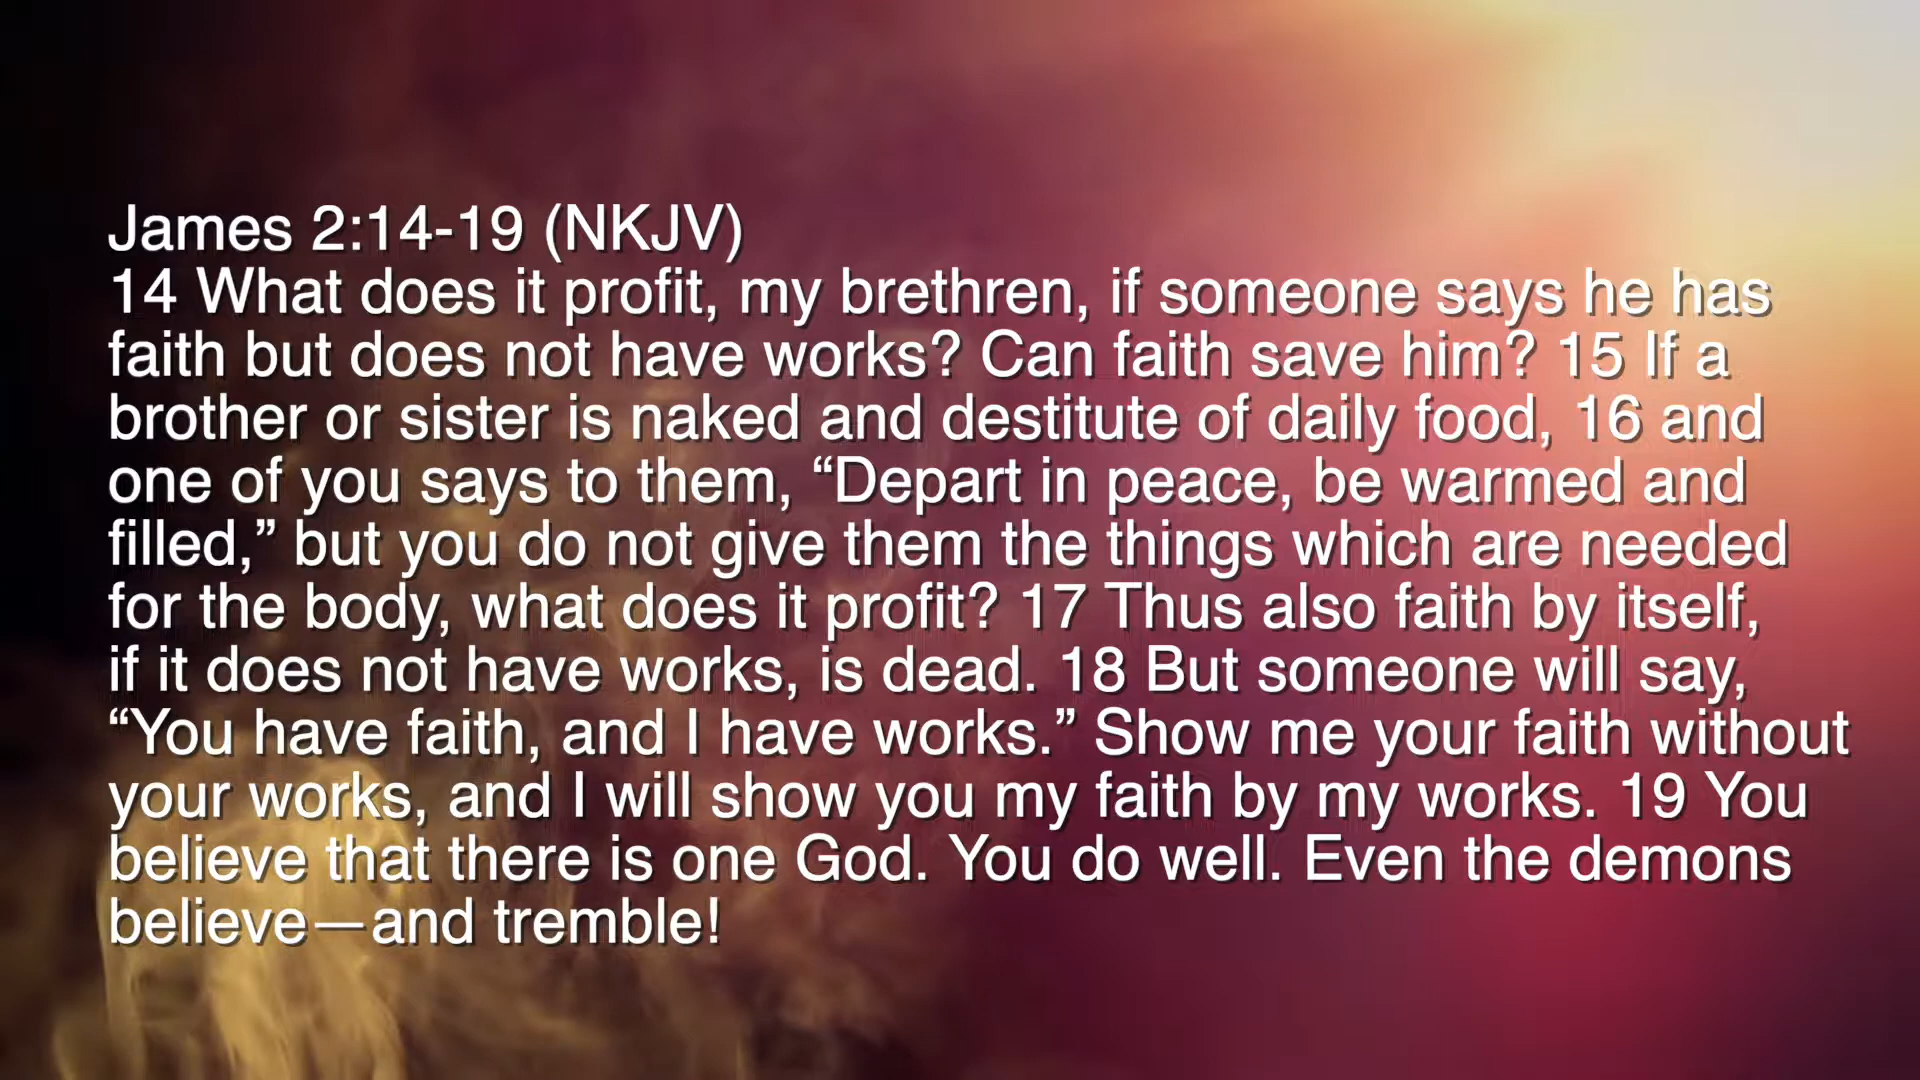 James 2:14-19 (NKJV)
14 What does it profit, my brethren, if someone says he has
faith but does not have works? Can faith save him? 15 If a
brother or sister is naked and destitute of daily food, 16 and
one of you says to them, “Depart in peace, be warmed and
filled,” but you do not give them the things which are needed
for the body, what does it profit? 17 Thus also faith by itself,
if it does not have works, is dead. 18 But someone will say,
“You have faith, and I have works.” Show me your faith without
your works, and I will show you my faith by my works. 19 You
believe that there is one God. You do well. Even the demons
believe—and tremble!